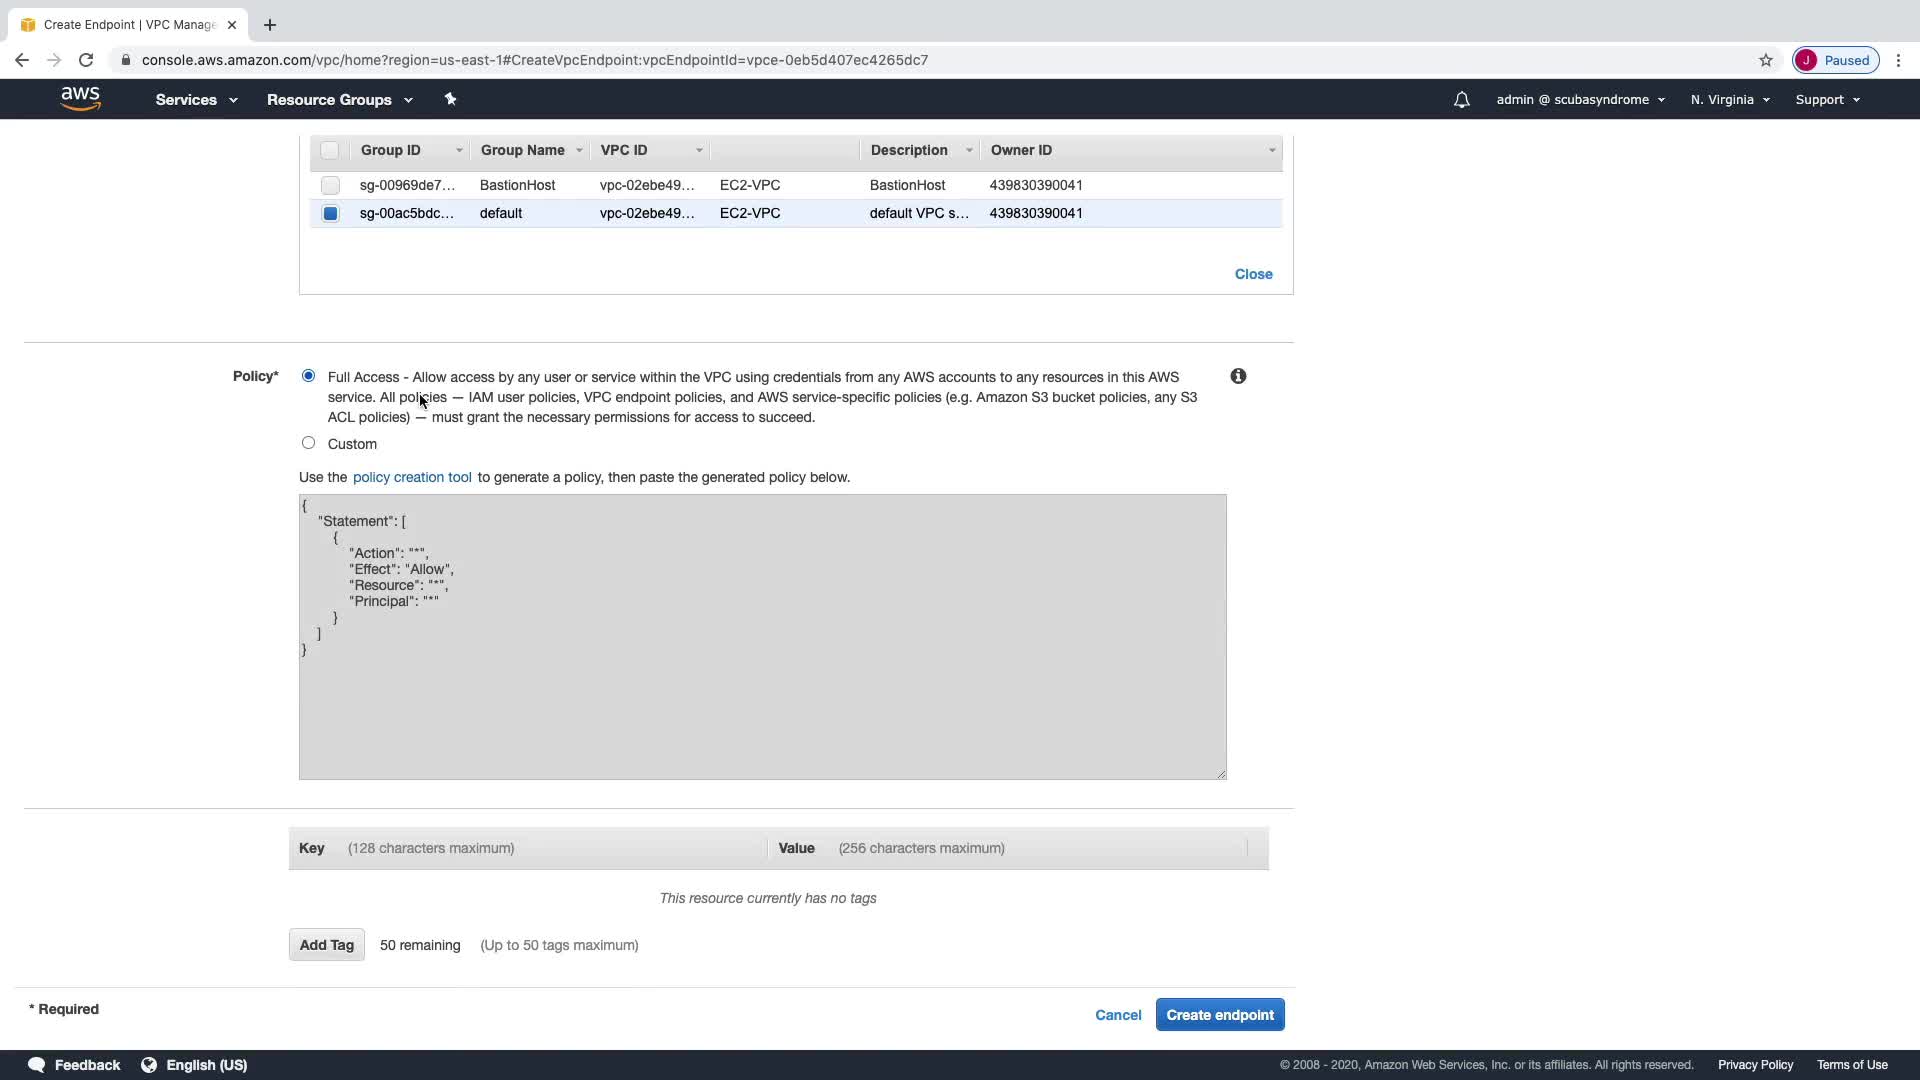 Create Endpoint | VPC Manage
console.aws.amazon.com/vpc/home?region=us-east-1#CreateVpcEndpoint:vpcEndpointId=vpce-0eb5d407ec4265dc7
J Paused
aws Services Resource Groups admin @ scubasyndrome N. Virginia Support
Group ID Group Name VPC ID Description Owner ID
sg-00969de7... BastionHost vpc-02ebe49... EC2-VPC BastionHost 439830390041
sg-00ac5bdc... default vpc-02ebe49... EC2-VPC default VPC s... 439830390041
Close
Policy* Full Access - Allow access by any user or service within the VPC using credentials from any AWS accounts to any resources in this AWS
service. All policies — IAM user policies, VPC endpoint policies, and AWS service-specific policies (e.g. Amazon S3 bucket policies, any S3
ACL policies) — must grant the necessary permissions for access to succeed.
Custom
Use the policy creation tool to generate a policy, then paste the generated policy below.
{
"Statement": [
{
"Action": "*",
"Effect": "Allow",
"Resource": "*",
"Principal": "*"
}
]
}
Key (128 characters maximum) Value (256 characters maximum)
This resource currently has no tags
Add Tag 50 remaining (Up to 50 tags maximum)
* Required Cancel Create endpoint
Feedback English (US) © 2008 - 2020, Amazon Web Services, Inc. or its affiliates. All rights reserved. Privacy Policy Terms of Use